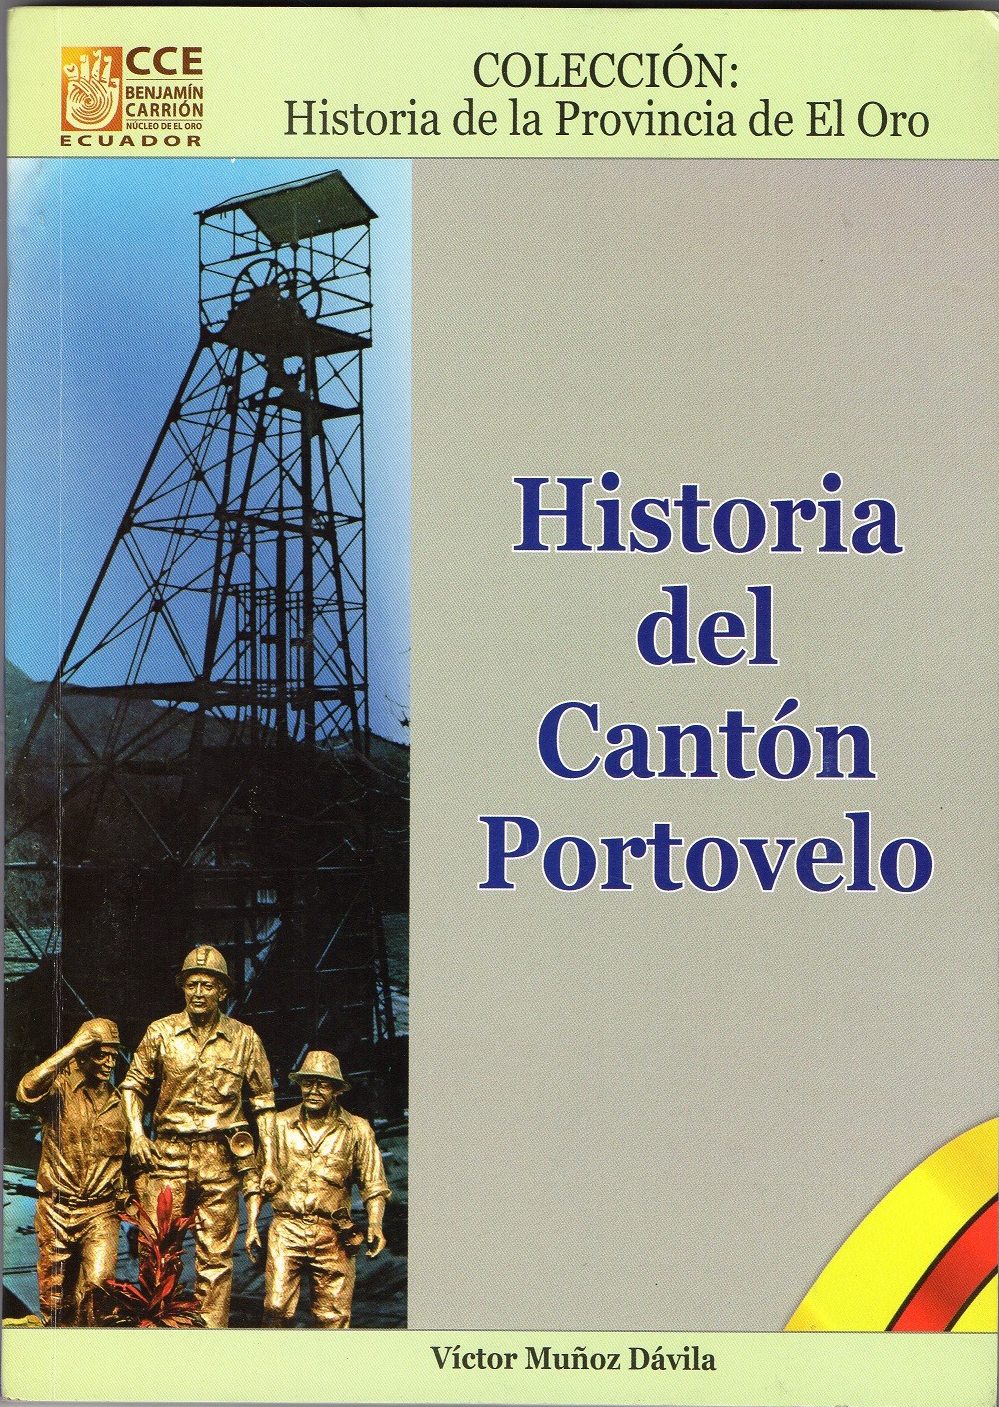 CCE
BENJAMÍN
CARRIÓN
NÚCLEO DE EL ORO
ECUADOR
COLECCIÓN:
Historia de la Provincia de El Oro
Historia
del
Cantón
Portovelo
Víctor Muñoz Dávila